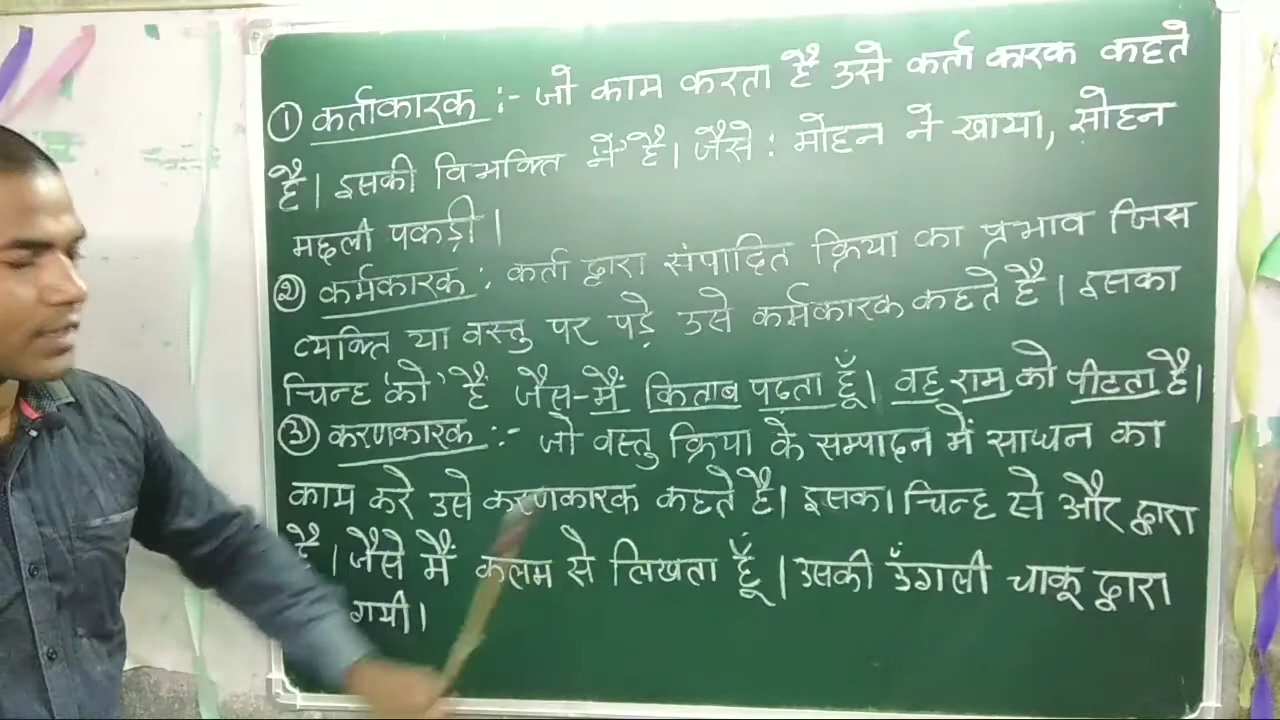 ① कर्ताकारक :- जो काम करता है उसे कर्ता कारक कहते
है। इसकी विभक्ति 'ने' है। जैसे : मोहन ने खाया, सोहन
मछली पकड़ी।
② कर्मकारक : कर्ता द्वारा संपादित क्रिया का प्रभाव जिस
व्यक्ति या वस्तु पर पड़े उसे कर्मकारक कहते है। इसका
चिन्ह 'को' है जैस-मैं किताब पढ़ता हूँ। वह राम को पीटता है।
③ करणकारक :- जो वस्तु क्रिया के सम्पादन में साधन का
काम करे उसे करणकारक कहते है। इसका चिन्ह से और द्वारा
है। जैसे मैं कलम से लिखता हूँ। उसकी उँगली चाकू द्वारा
गयी।